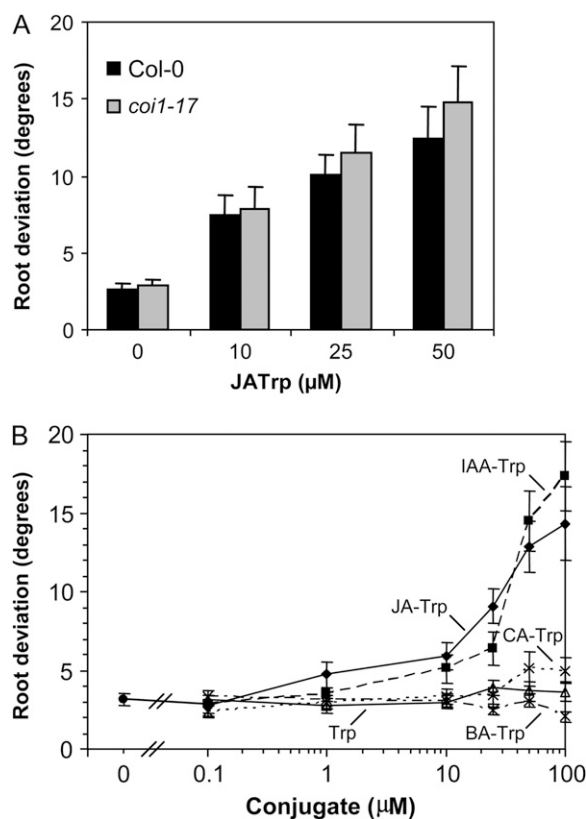 A
20
15
10
5
0
Root deviation (degrees)
Col-0
coi1-17
0 10 25 50
JATrp (µM)
B
20
15
10
5
0
Root deviation (degrees)
IAA-Trp
JA-Trp
CA-Trp
Trp
BA-Trp
0 0.1 1 10 100
Conjugate (µM)